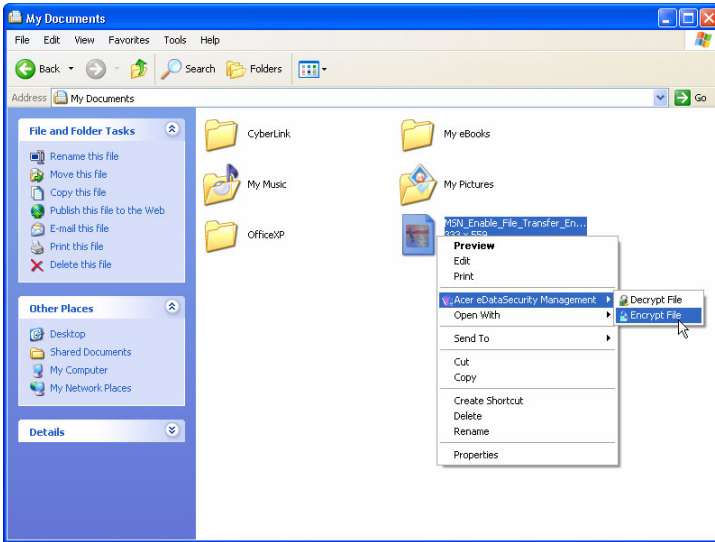 My Documents
File Edit View Favorites Tools Help
Back Search Folders
Address My Documents Go
File and Folder Tasks
Rename this file
Move this file
Copy this file
Publish this file to the Web
E-mail this file
Print this file
Delete this file
Other Places
Desktop
Shared Documents
My Computer
My Network Places
Details
CyberLink
My eBooks
My Music
My Pictures
OfficeXP
MSN_Enable_File_Transfer_En...
333 x 559
Preview
Edit
Print
Acer eDataSecurity Management
Open With
Send To
Cut
Copy
Create Shortcut
Delete
Rename
Properties
Decrypt File
Encrypt File